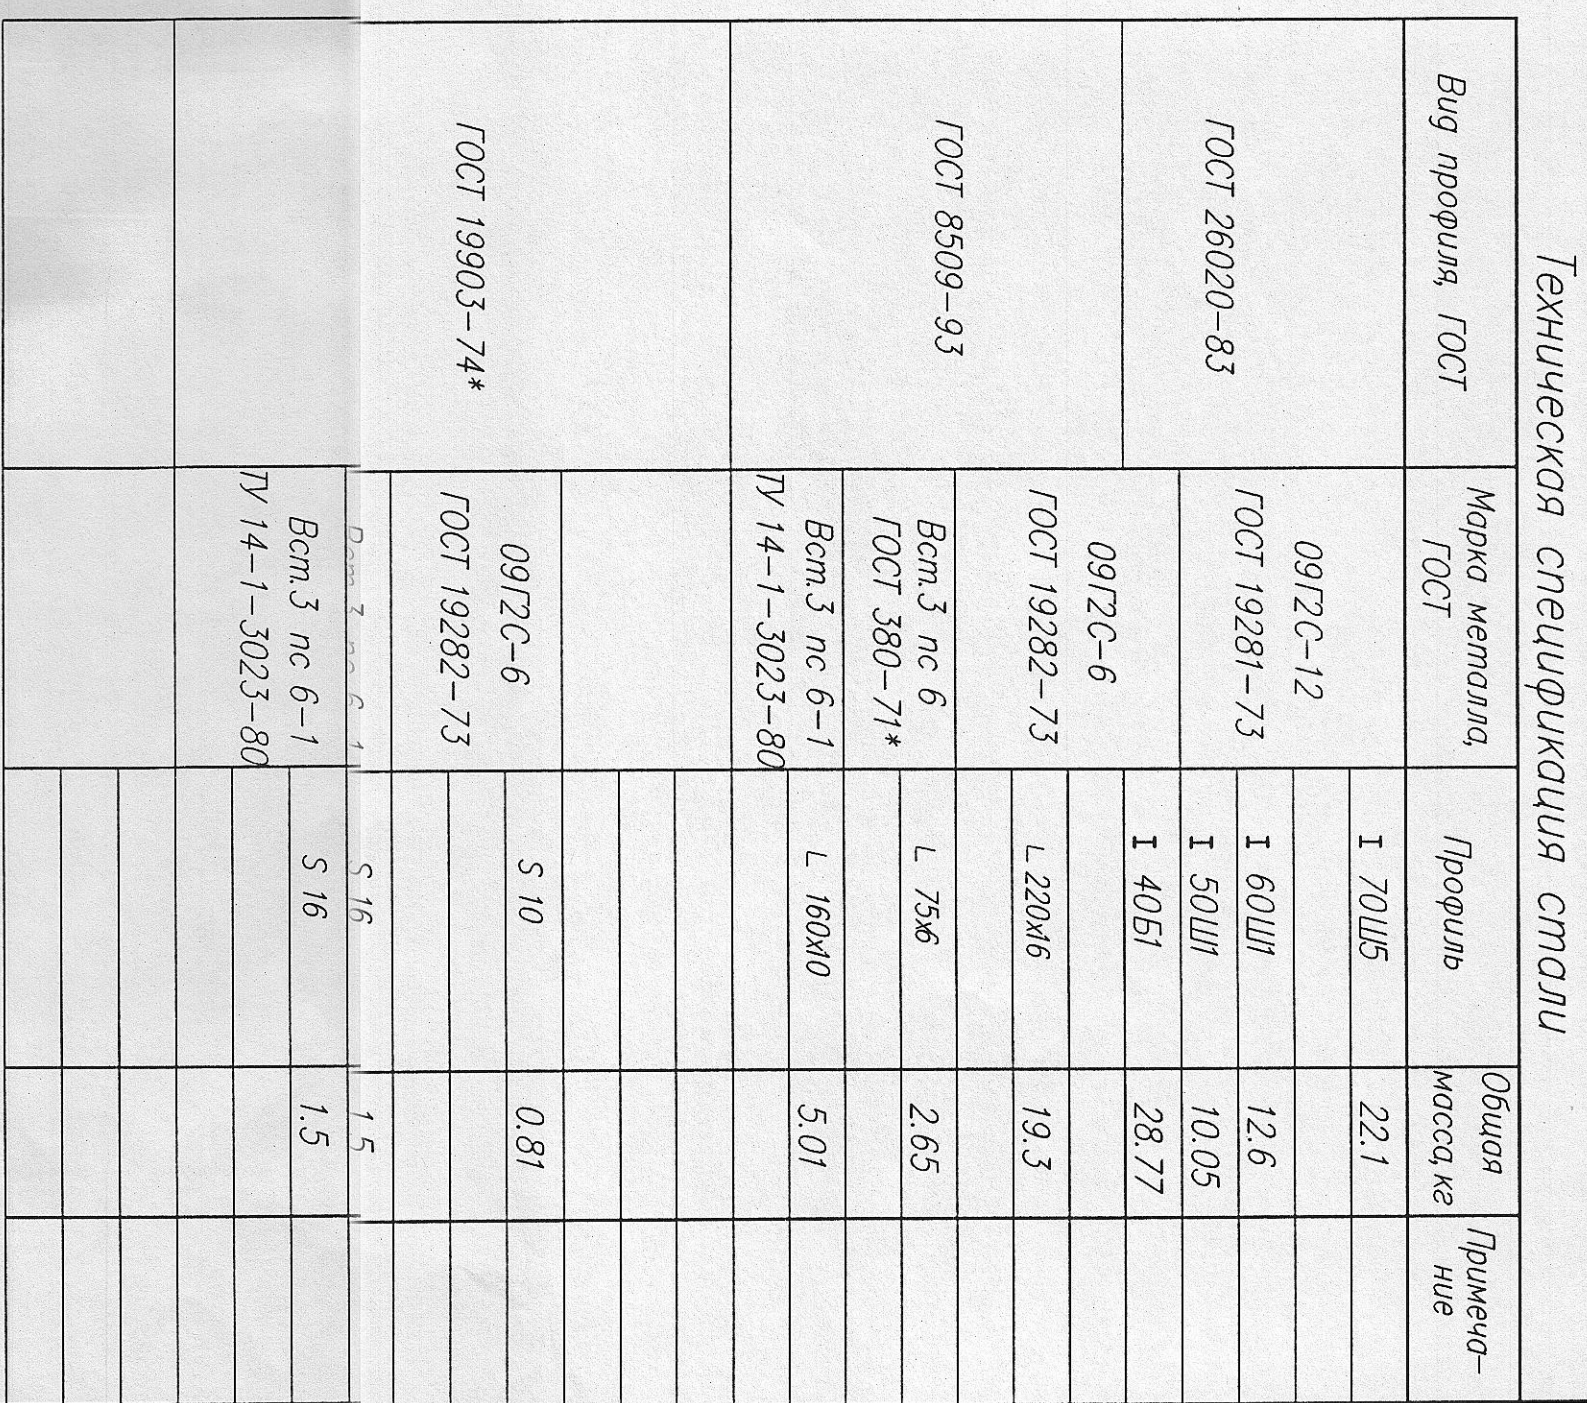 Техническая спецификация стали
Вид профиля, ГОСТ
Марка металла,
ГОСТ
Профиль
Общая
масса,кг
Примеча-
ние
ГОСТ 26020-83
09Г2С-12
ГОСТ 19281-73
I 70Ш5
22.1
I 60Ш1
12.6
I 50Ш1
10.05
I 40Б1
28.77
ГОСТ 8509-93
09Г2С-6
ГОСТ 19282-73
L 220х16
19.3
Вст.3 пс 6
ГОСТ 380-71*
L 75х6
2.65
Вст.3 пс 6-1
ТУ 14-1-3023-80
L 160х10
5.01
ГОСТ 19903-74*
09Г2С-6
ГОСТ 19282-73
S 10
0.81
Вст.3 пс 6-1
S 16
1.5
Вст.3 пс 6-1
ТУ 14-1-3023-80
S 16
1.5